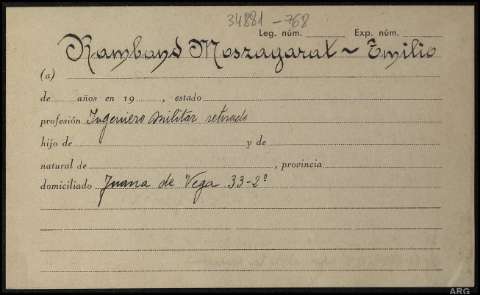 34881-768
Leg. núm. Exp. núm.
Rambaud Moszagarat - Emilio
(a)
de años en 19 , estado
profesión Ingeniero Militar retirado
hijo de y de
natural de , provincia
domiciliado Juana de Vega 33-2º
ARG